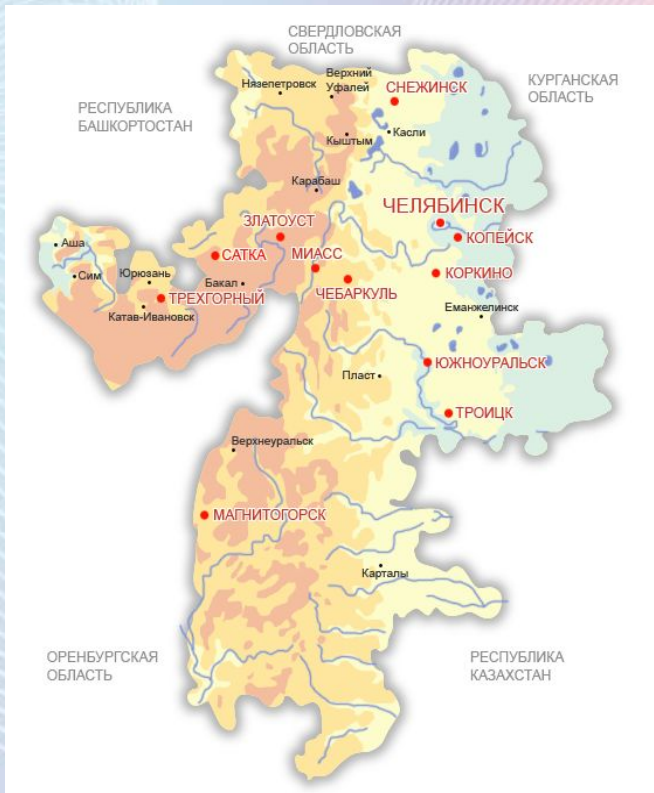 СВЕРДЛОВСКАЯ
ОБЛАСТЬ
КУРГАНСКАЯ
ОБЛАСТЬ
РЕСПУБЛИКА
БАШКОРТОСТАН
Нязепетровск
Верхний
Уфалей
СНЕЖИНСК
Касли
Кыштым
Карабаш
ЧЕЛЯБИНСК
ЗЛАТОУСТ
КОПЕЙСК
Аша
САТКА
МИАСС
Сим
Юрюзань
Бакал
ЧЕБАРКУЛЬ
КОРКИНО
ТРЕХГОРНЫЙ
Катав-Ивановск
Еманжелинск
ЮЖНОУРАЛЬСК
Пласт
ТРОИЦК
Верхнеуральск
МАГНИТОГОРСК
Карталы
ОРЕНБУРГСКАЯ
ОБЛАСТЬ
РЕСПУБЛИКА
КАЗАХСТАН